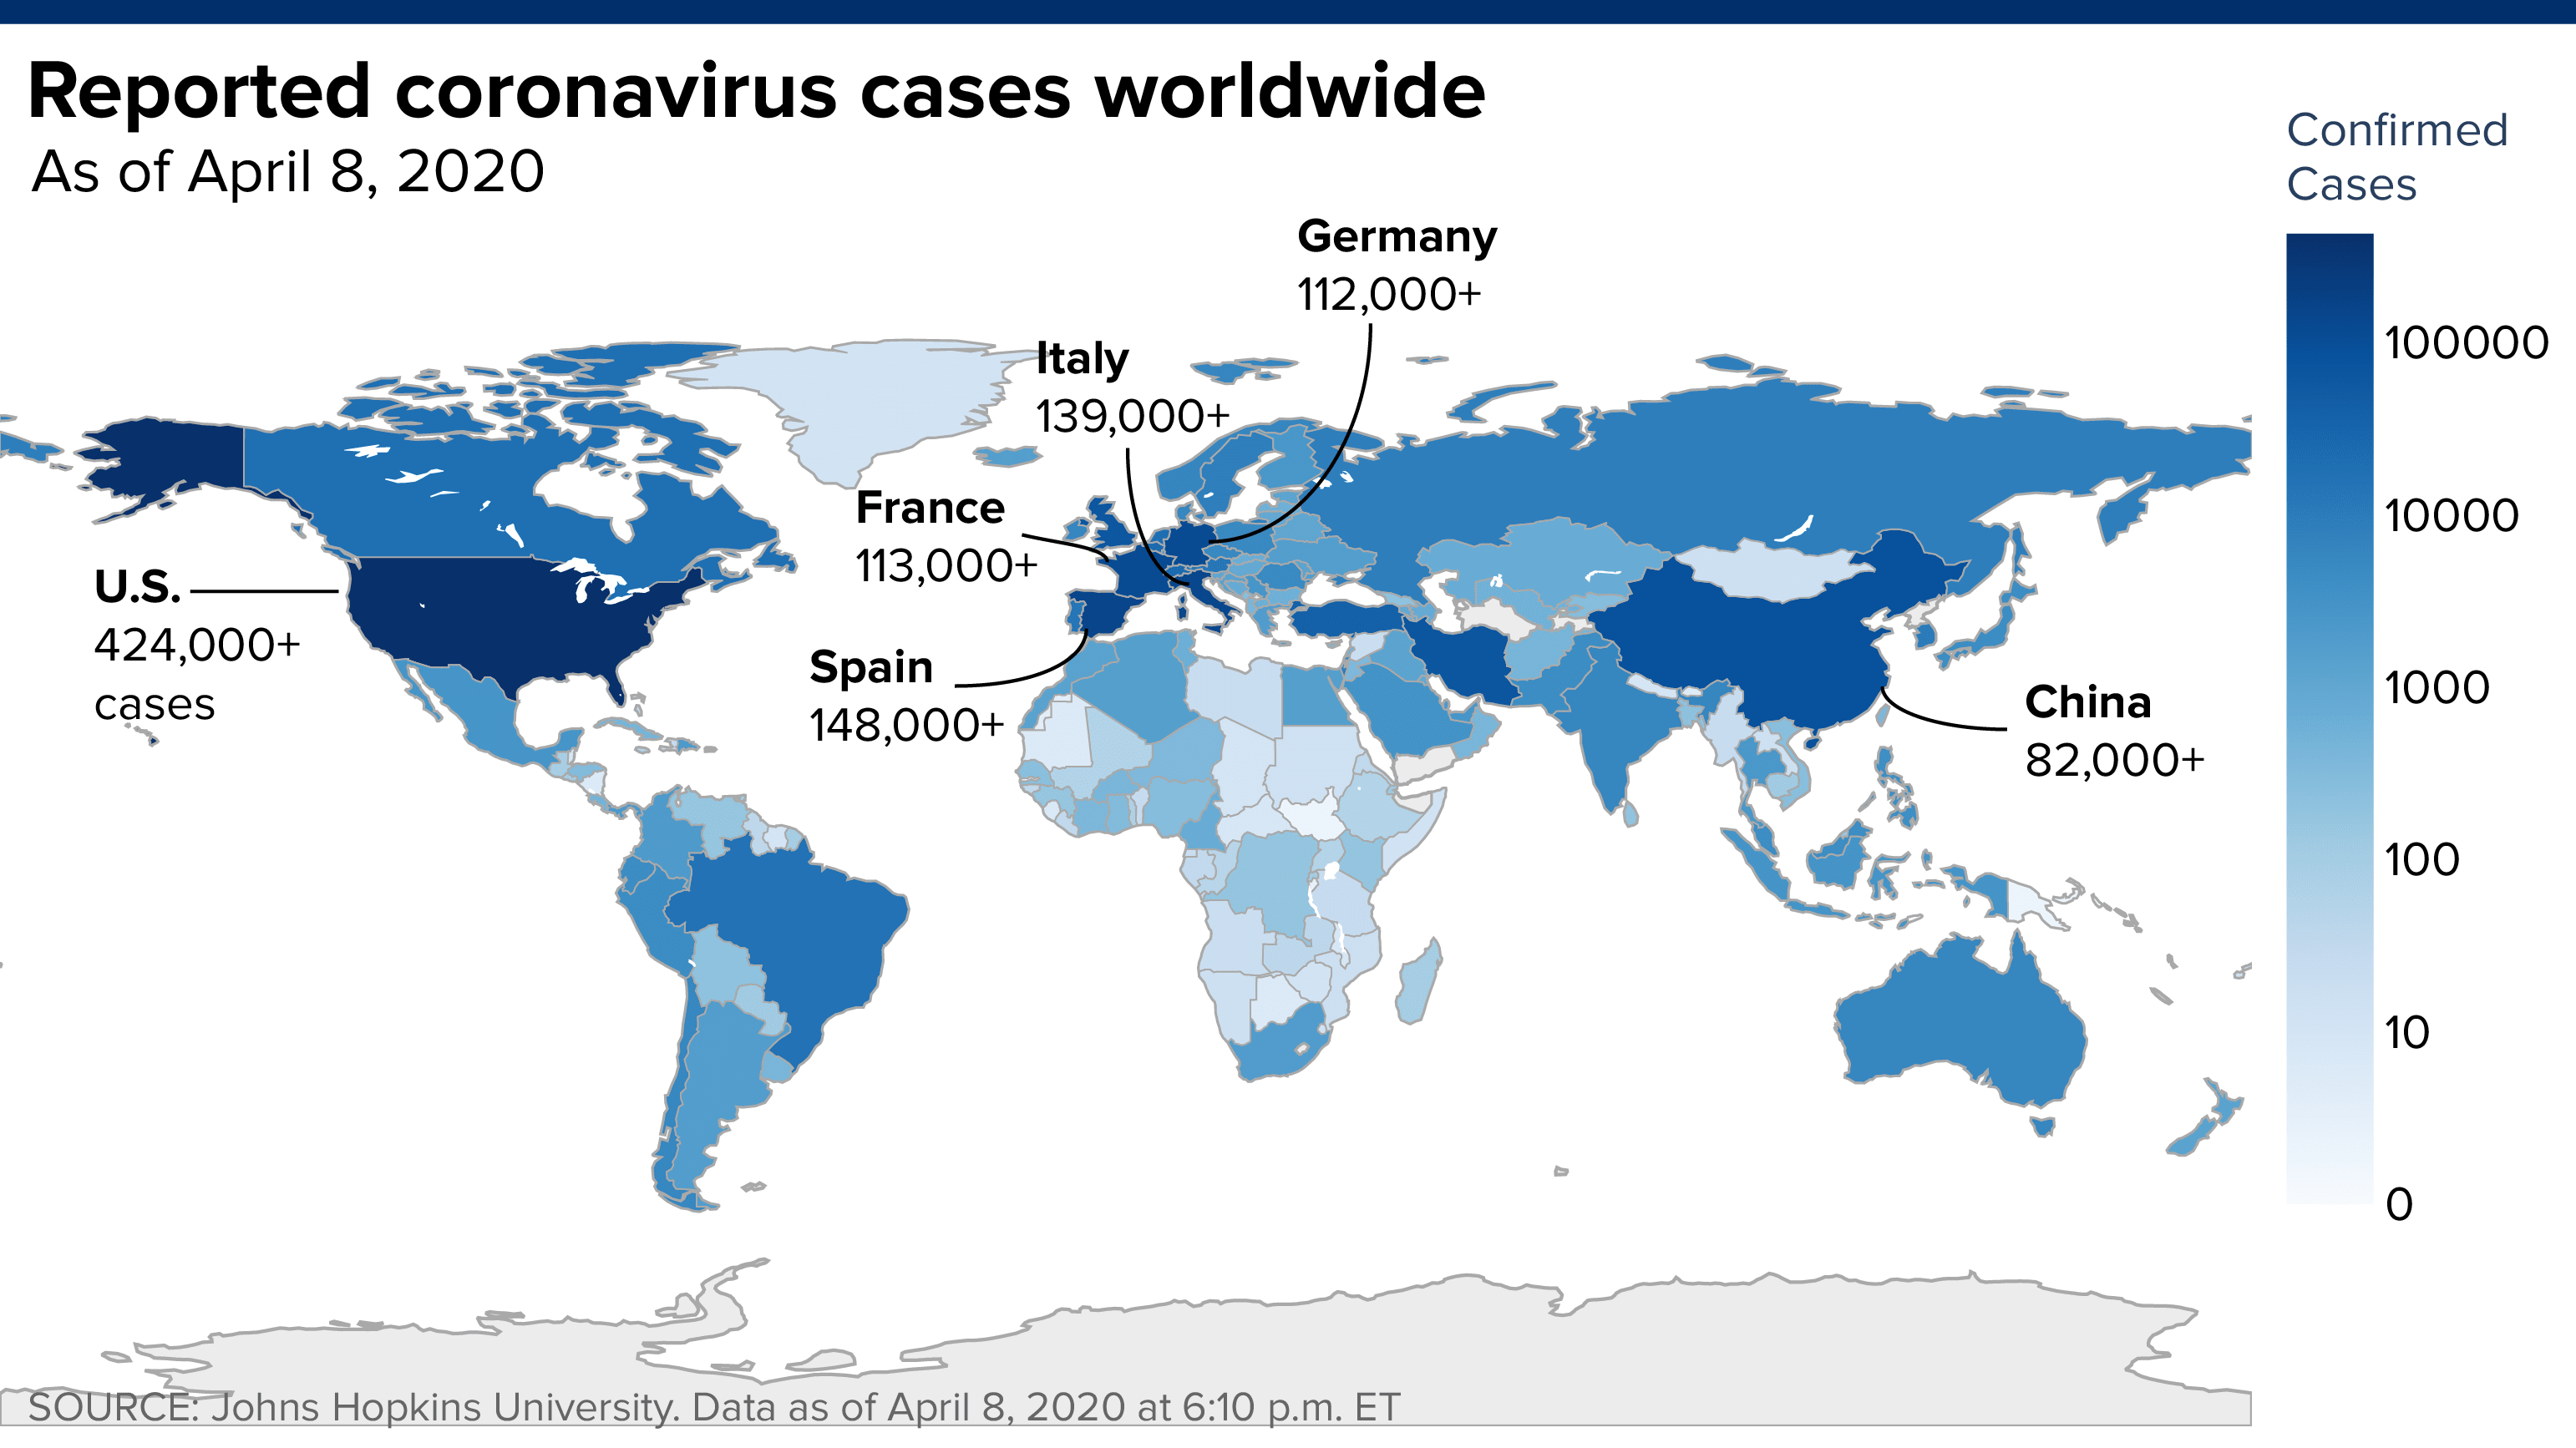 Reported coronavirus cases worldwide
As of April 8, 2020
Confirmed
Cases
Germany
112,000+
Italy
139,000+
France
113,000+
U.S.
424,000+
cases
Spain
148,000+
China
82,000+
100000
10000
1000
100
10
0
SOURCE: Johns Hopkins University. Data as of April 8, 2020 at 6:10 p.m. ET